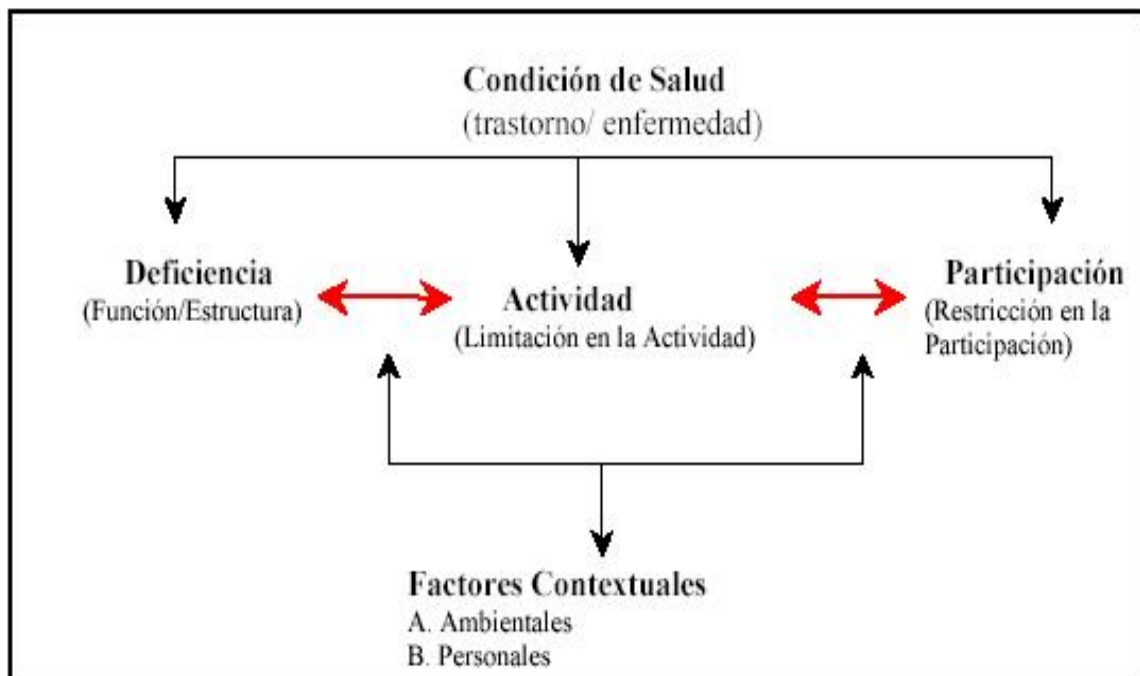 Condición de Salud
(trastorno/ enfermedad)
Deficiencia
(Función/Estructura)
Actividad
(Limitación en la Actividad)
Participación
(Restricción en la
Participación)
Factores Contextuales
A. Ambientales
B. Personales